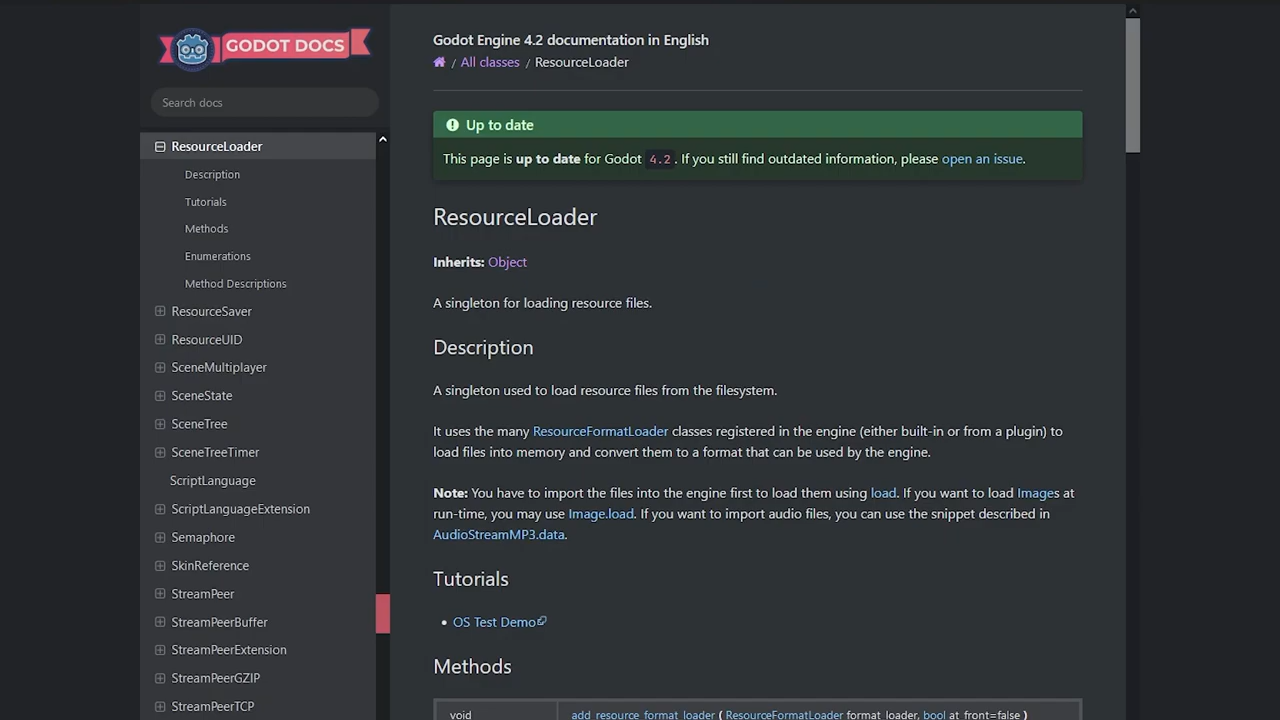 GODOT DOCS
Search docs
ResourceLoader
Description
Tutorials
Methods
Enumerations
Method Descriptions
ResourceSaver
ResourceUID
SceneMultiplayer
SceneState
SceneTree
SceneTreeTimer
ScriptLanguage
ScriptLanguageExtension
Semaphore
SkinReference
StreamPeer
StreamPeerBuffer
StreamPeerExtension
StreamPeerGZIP
StreamPeerTCP
Godot Engine 4.2 documentation in English
/ All classes / ResourceLoader
Up to date
This page is up to date for Godot 4.2. If you still find outdated information, please open an issue.
ResourceLoader
Inherits: Object
A singleton for loading resource files.
Description
A singleton used to load resource files from the filesystem.
It uses the many ResourceFormatLoader classes registered in the engine (either built-in or from a plugin) to
load files into memory and convert them to a format that can be used by the engine.
Note: You have to import the files into the engine first to load them using load. If you want to load Images at
run-time, you may use Image.load. If you want to import audio files, you can use the snippet described in
AudioStreamMP3.data.
Tutorials
• OS Test Demo
Methods
void add_resource_format_loader ( ResourceFormatLoader format_loader, bool at_front=false )